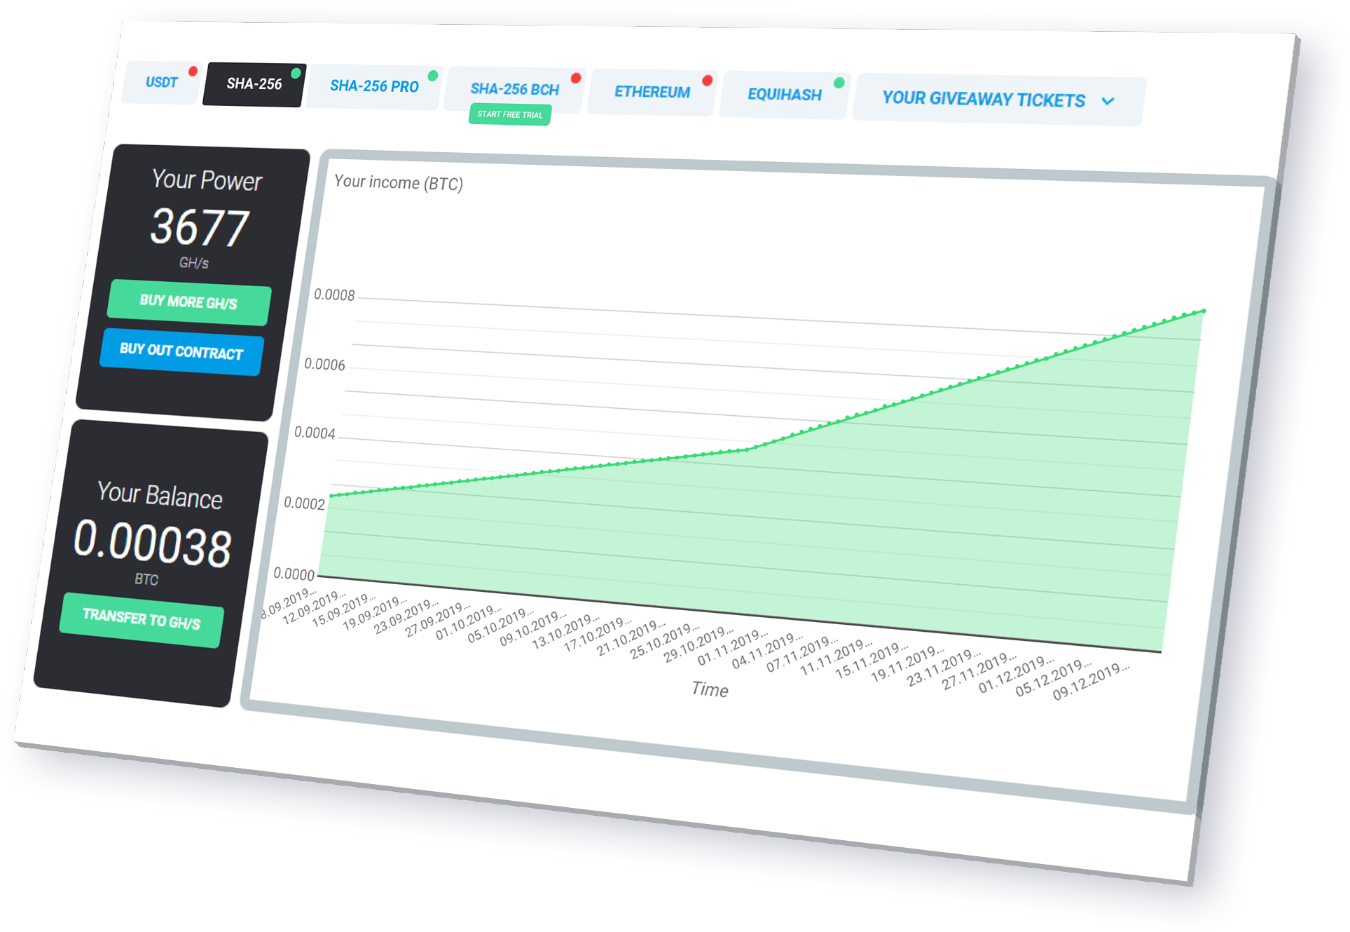 USDT
SHA-256
SHA-256 PRO
SHA-256 BCH
START FREE TRIAL
ETHEREUM
EQUIHASH
YOUR GIVEAWAY TICKETS
Your Power
3677
GH/s
BUY MORE GH/S
BUY OUT CONTRACT
Your Balance
0.00038
BTC
TRANSFER TO GH/S
Your income (BTC)
0.0008
0.0006
0.0004
0.0002
0.0000
8.09.2019...
12.09.2019...
15.09.2019...
19.09.2019...
23.09.2019...
27.09.2019...
01.10.2019...
05.10.2019...
09.10.2019...
13.10.2019...
17.10.2019...
21.10.2019...
25.10.2019...
29.10.2019...
01.11.2019...
04.11.2019...
07.11.2019...
11.11.2019...
15.11.2019...
19.11.2019...
23.11.2019...
27.11.2019...
01.12.2019...
05.12.2019...
09.12.2019...
Time